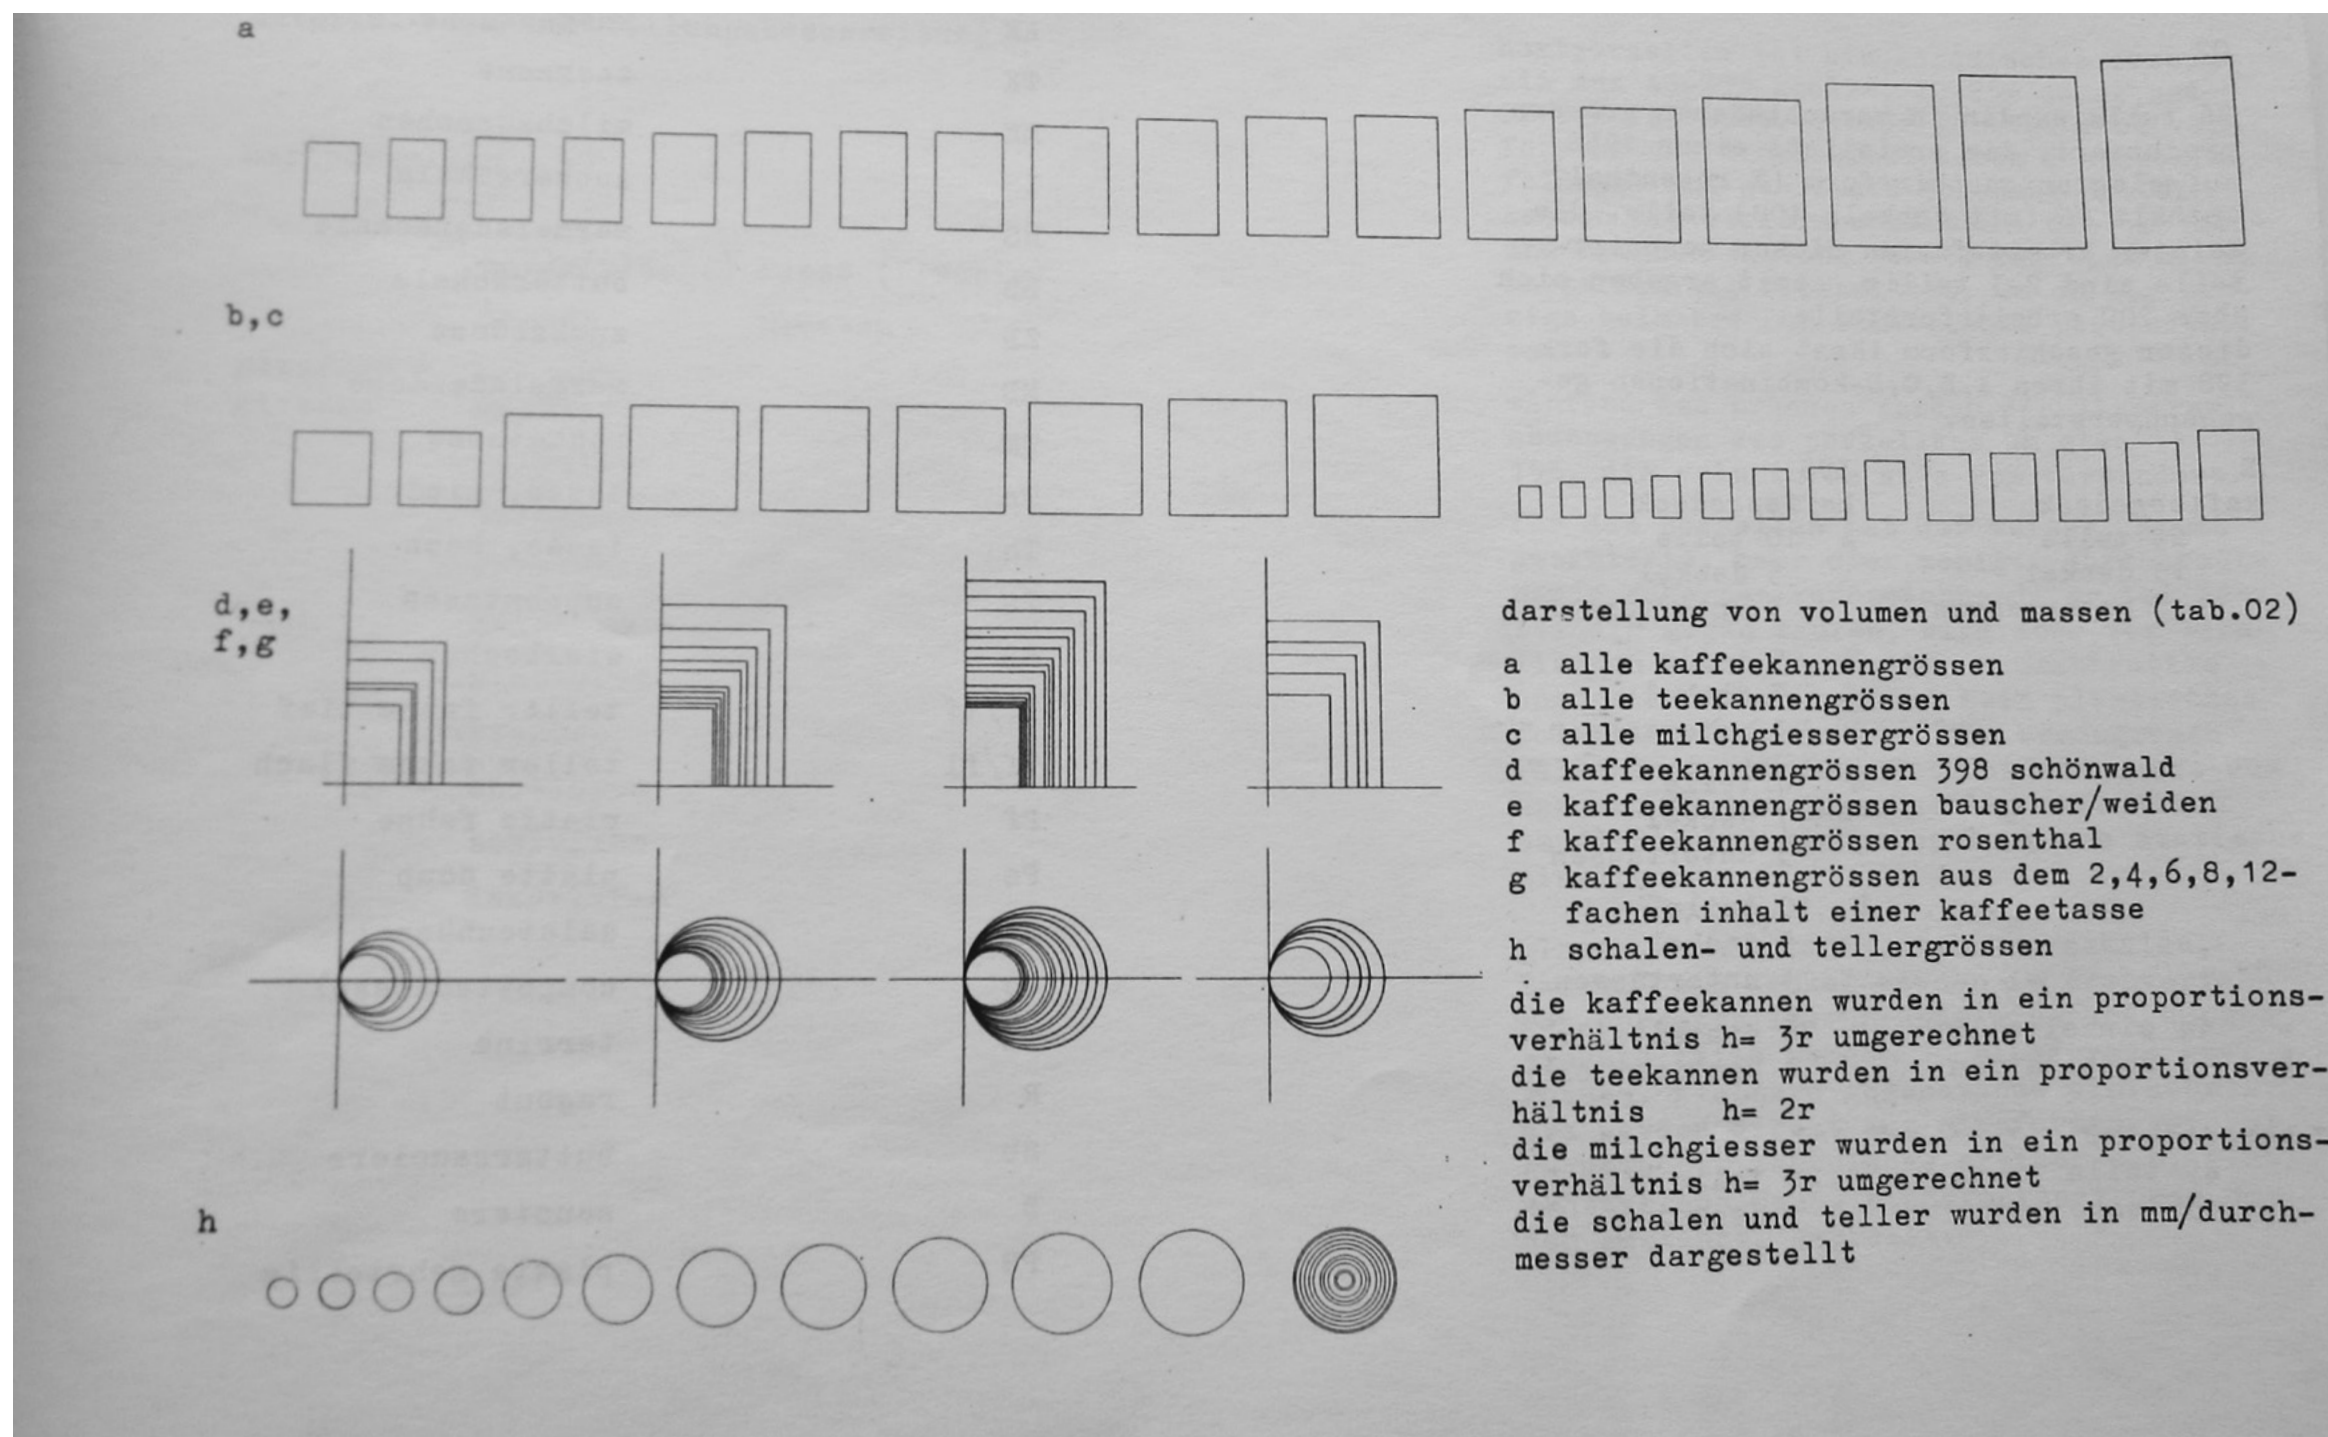 a
b,c
d,e,
f,g
h
darstellung von volumen und massen (tab.02)
a alle kaffeekannengrössen
b alle teekannengrössen
c alle milchgiessergrössen
d kaffeekannengrössen 398 schönwald
e kaffeekannengrössen bauscher/weiden
f kaffeekannengrössen rosenthal
g kaffeekannengrössen aus dem 2,4,6,8,12-
fachen inhalt einer kaffeetasse
h schalen- und tellergrössen
die kaffeekannen wurden in ein proportions-
verhältnis h= 3r umgerechnet
die teekannen wurden in ein proportionsver-
hältnis h= 2r
die milchgiesser wurden in ein proportions-
verhältnis h= 3r umgerechnet
die schalen und teller wurden in mm/durch-
messer dargestellt